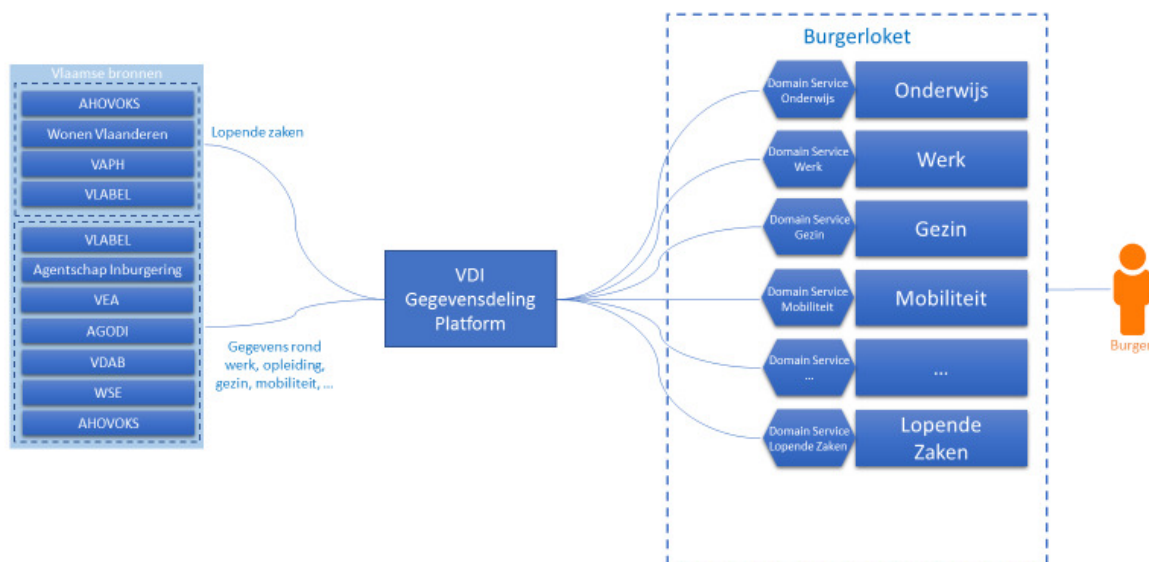 Vlaamse bronnen
AHOVOKS
Wonen Vlaanderen
VAPH
VLABEL
VLABEL
Agentschap Inburgering
VEA
AGODI
VDAB
WSE
AHOVOKS
Lopende zaken
Gegevens rond
werk, opleiding,
gezin, mobiliteit, ...
VDI
Gegevensdeling
Platform
Burgerloket
Domain Service
Onderwijs
Onderwijs
Domain Service
Werk
Werk
Domain Service
Gezin
Gezin
Domain Service
Mobiliteit
Mobiliteit
Domain Service
...
...
Domain Service
Lopende Zaken
Lopende
Zaken
Burger